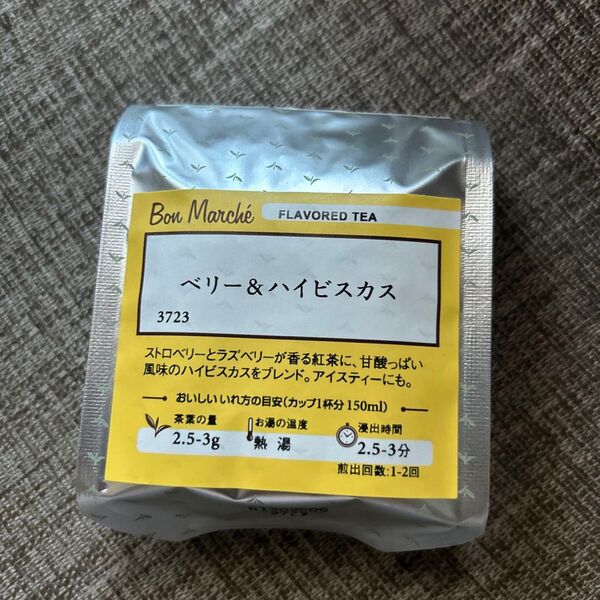 Bon Marché FLAVORED TEA
ベリー＆ハイビスカス
3723
ストロベリーとラズベリーが香る紅茶に、甘酸っぱい
風味のハイビスカスをブレンド。アイスティーにも。
おいしいいれ方の目安(カップ1杯分 150ml)
茶葉の量 お湯の温度 浸出時間
2.5-3g 熱湯 2.5-3分
煎出回数:1-2回
3723